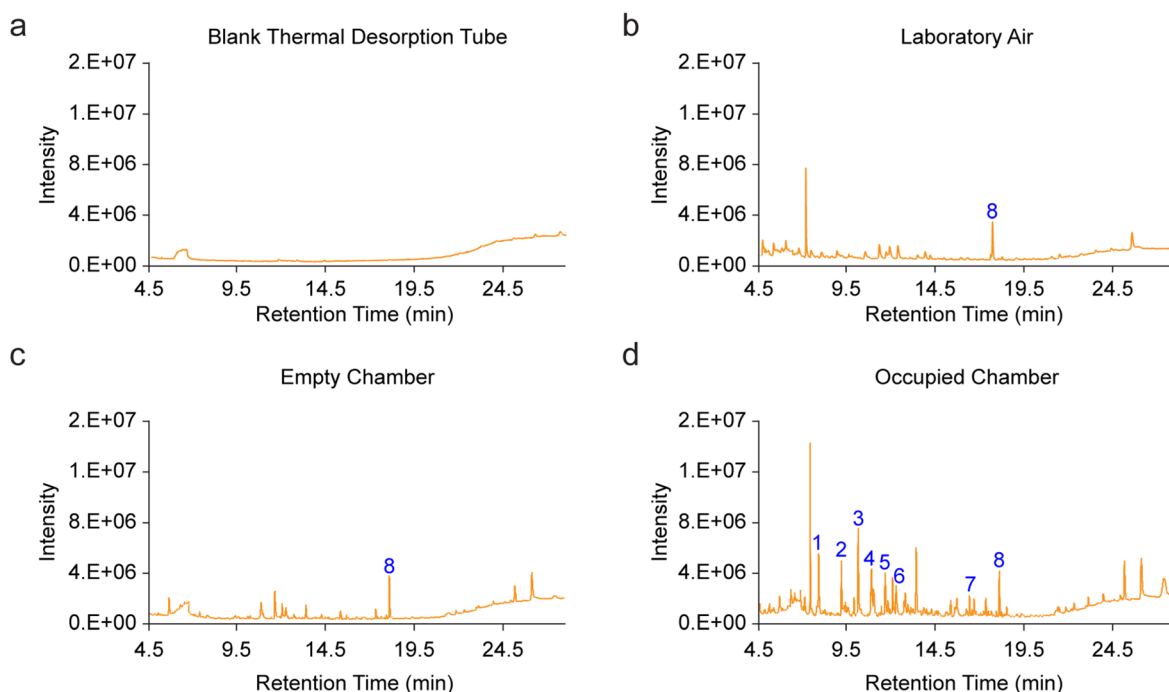 a
Blank Thermal Desorption Tube
2.E+07
1.E+07
8.E+06
4.E+06
0.E+00
Intensity
4.5 9.5 14.5 19.5 24.5
Retention Time (min)
b
Laboratory Air
2.E+07
1.E+07
8.E+06
4.E+06
0.E+00
Intensity
8
4.5 9.5 14.5 19.5 24.5
Retention Time (min)
c
Empty Chamber
2.E+07
1.E+07
8.E+06
4.E+06
0.E+00
Intensity
8
4.5 9.5 14.5 19.5 24.5
Retention Time (min)
d
Occupied Chamber
2.E+07
1.E+07
8.E+06
4.E+06
0.E+00
Intensity
1 2 3 4 5 6 7 8
4.5 9.5 14.5 19.5 24.5
Retention Time (min)